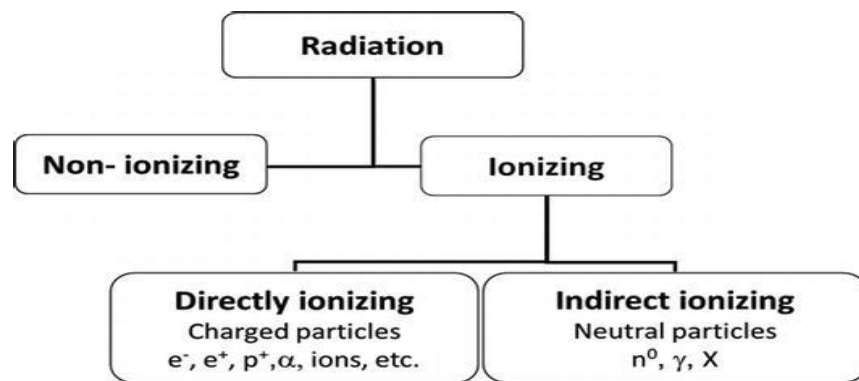 Radiation
Non- ionizing
Ionizing
Directly ionizing
Charged particles
e⁻, e⁺, p⁺,α, ions, etc.
Indirect ionizing
Neutral particles
n⁰, γ, X